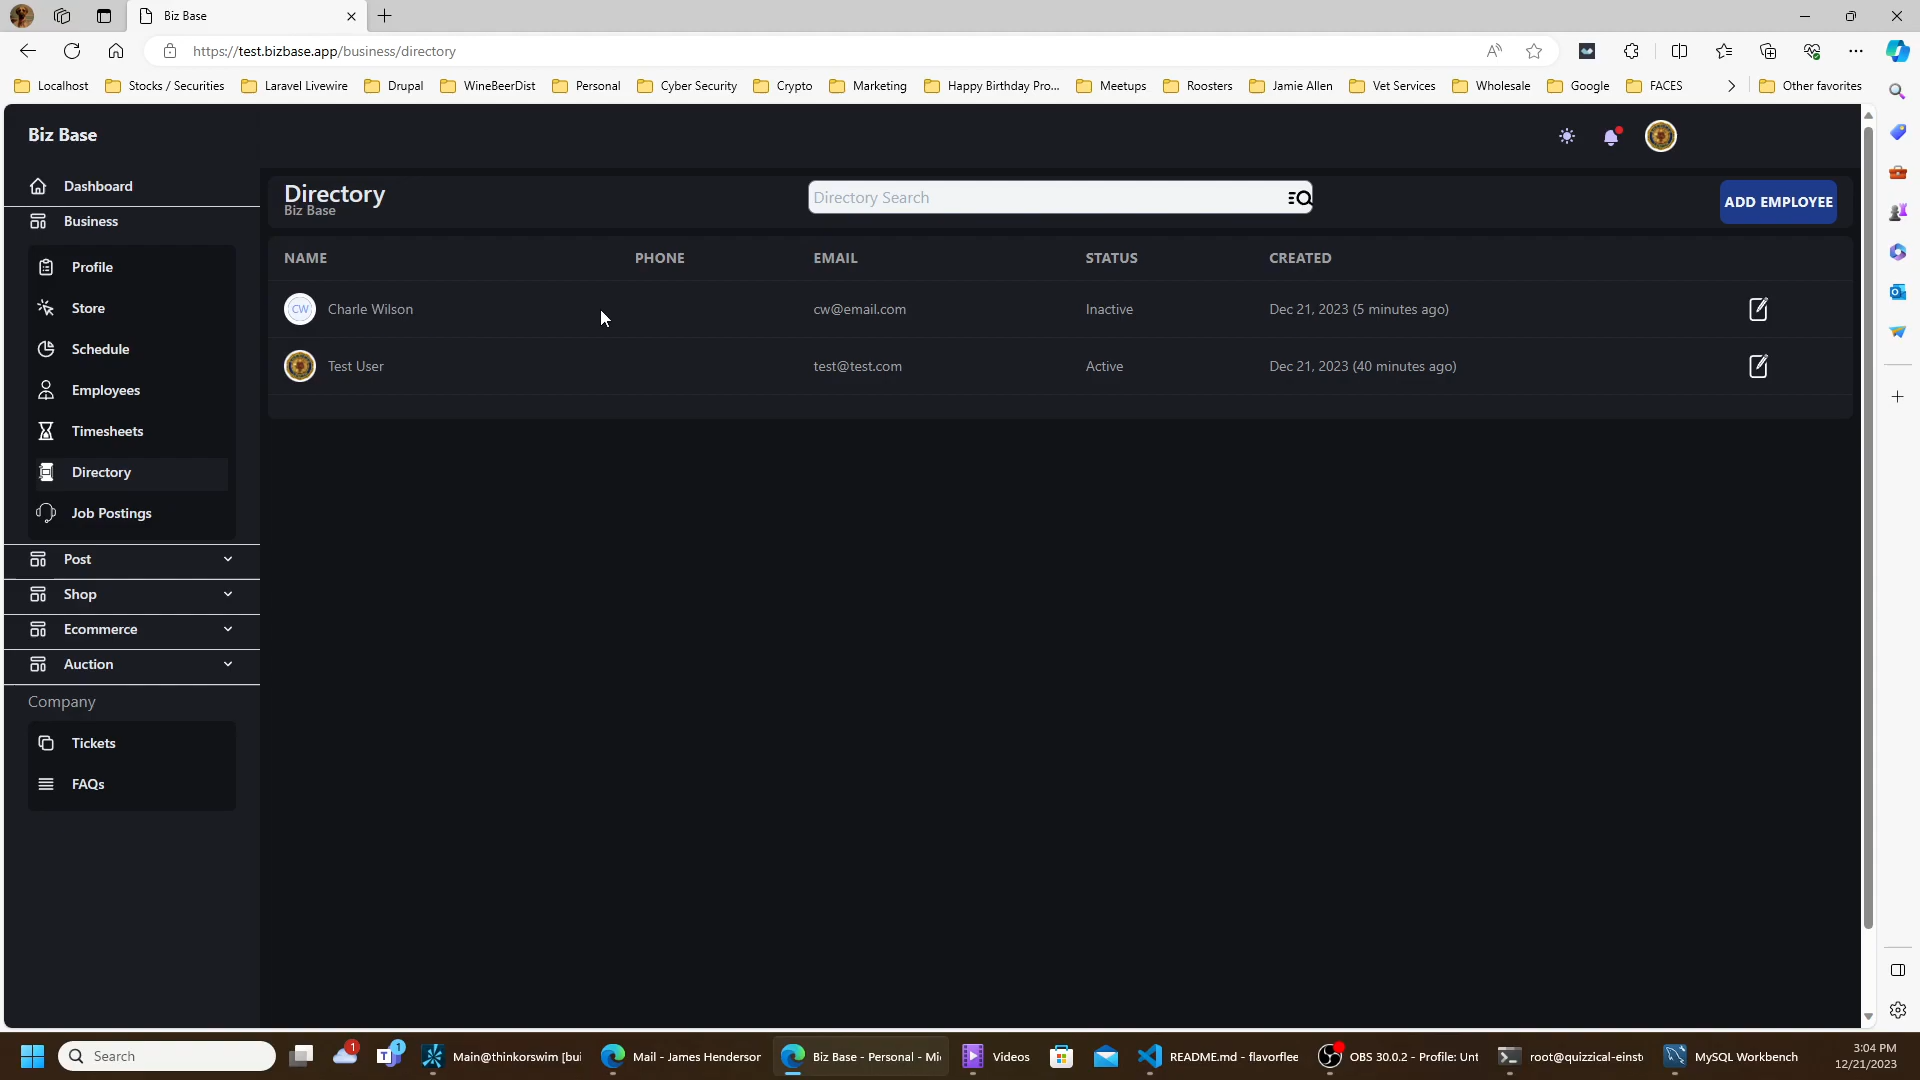 Biz Base
https://test.bizbase.app/business/directory
Localhost
Stocks / Securities
Laravel Livewire
Drupal
WineBeerDist
Personal
Cyber Security
Crypto
Marketing
Happy Birthday Pro...
Meetups
Roosters
Jamie Allen
Vet Services
Wholesale
Google
FACES
Other favorites
Biz Base
Dashboard
Business
Profile
Store
Schedule
Employees
Timesheets
Directory
Job Postings
Post
Shop
Ecommerce
Auction
Company
Tickets
FAQs
Directory
Biz Base
Directory Search
ADD EMPLOYEE
NAME PHONE EMAIL STATUS CREATED
CW Charle Wilson cw@email.com Inactive Dec 21, 2023 (5 minutes ago)
Test User test@test.com Active Dec 21, 2023 (40 minutes ago)
Search
1
1
Main@thinkorswim [bui
Mail - James Henderson
Biz Base - Personal - Mi
Videos
README.md - flavorflee
OBS 30.0.2 - Profile: Unt
root@quizzical-einst
MySQL Workbench
3:04 PM
12/21/2023